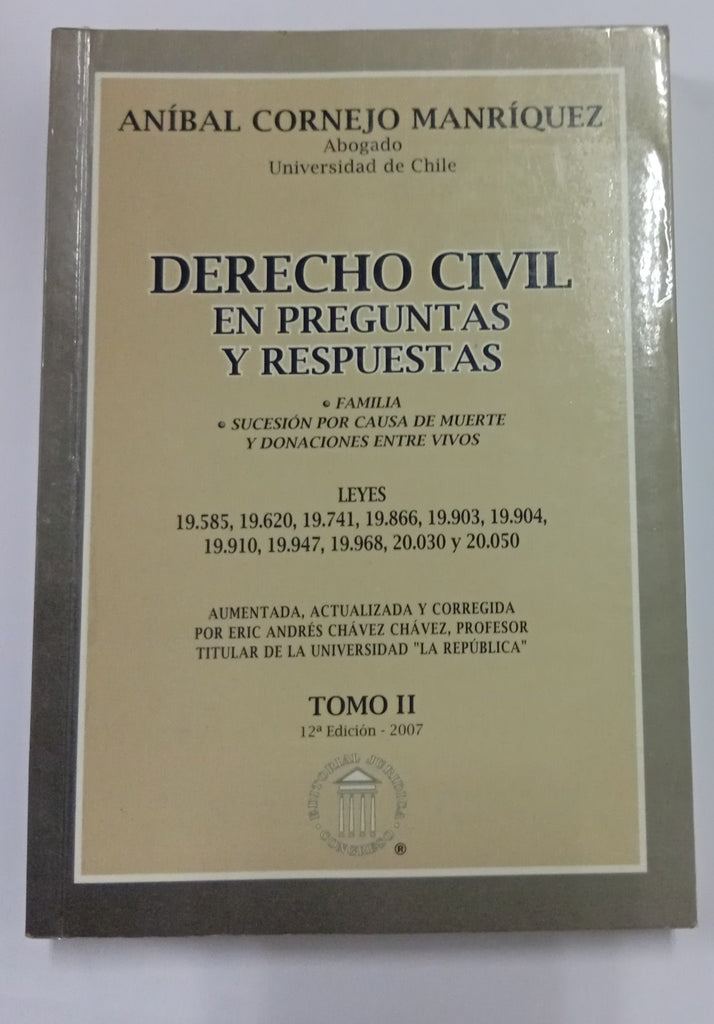 ANÍBAL CORNEJO MANRÍQUEZ
Abogado
Universidad de Chile
DERECHO CIVIL
EN PREGUNTAS
Y RESPUESTAS
• FAMILIA
• SUCESIÓN POR CAUSA DE MUERTE
Y DONACIONES ENTRE VIVOS
LEYES
19.585, 19.620, 19.741, 19.866, 19.903, 19.904,
19.910, 19.947, 19.968, 20.030 y 20.050
AUMENTADA, ACTUALIZADA Y CORREGIDA
POR ERIC ANDRÉS CHÁVEZ CHÁVEZ, PROFESOR
TITULAR DE LA UNIVERSIDAD "LA REPÚBLICA"
TOMO II
12ª Edición - 2007
EDITORIAL JURIDICA
CONGRESO
®